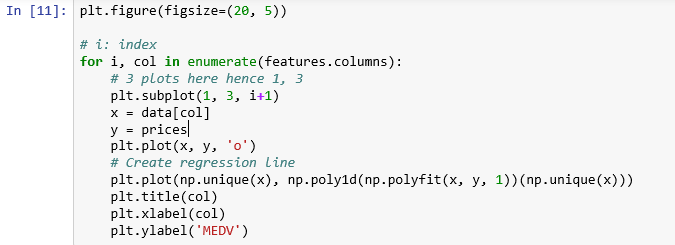 In [11]: plt.figure(figsize=(20, 5))

# i: index
for i, col in enumerate(features.columns):
    # 3 plots here hence 1, 3
    plt.subplot(1, 3, i+1)
    x = data[col]
    y = prices
    plt.plot(x, y, 'o')
    # Create regression line
    plt.plot(np.unique(x), np.poly1d(np.polyfit(x, y, 1))(np.unique(x)))
    plt.title(col)
    plt.xlabel(col)
    plt.ylabel('MEDV')